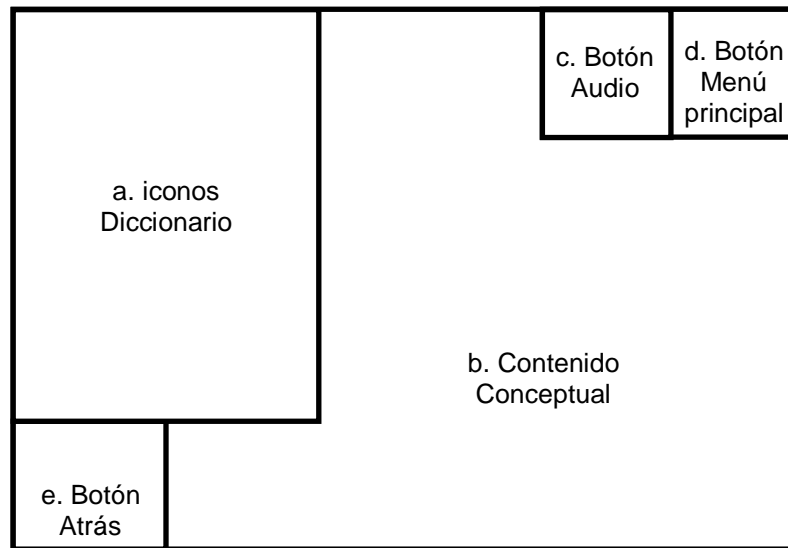 a. iconos
Diccionario
b. Contenido
Conceptual
c. Botón
Audio
d. Botón
Menú
principal
e. Botón
Atrás